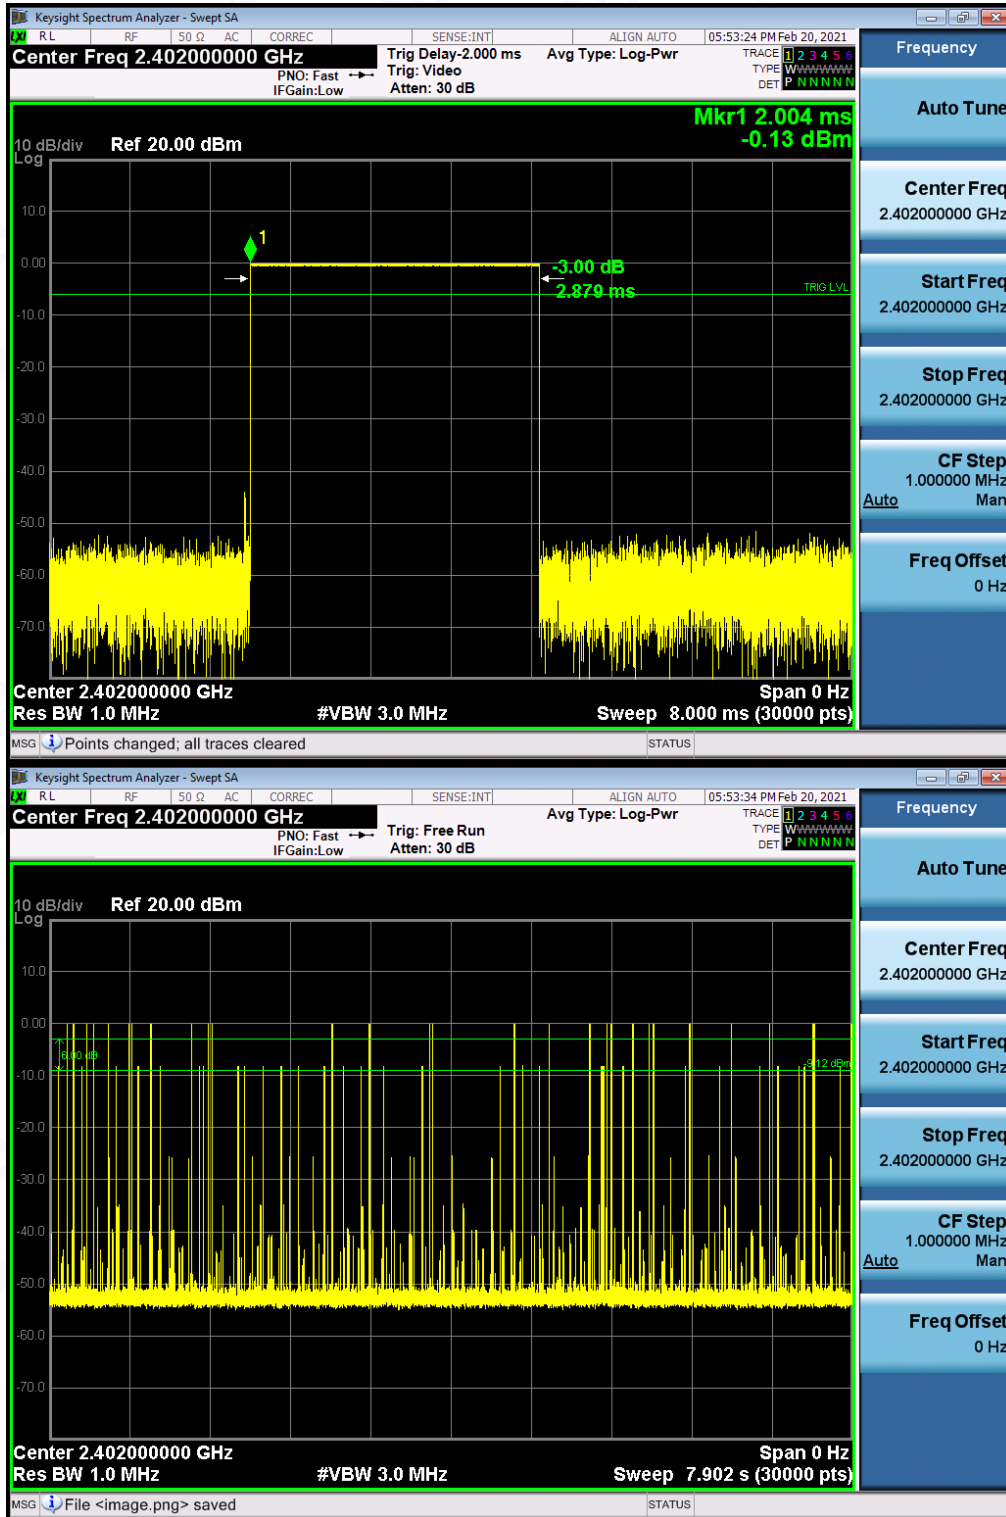 Keysight Spectrum Analyzer - Swept SA
LXI RL RF 50 Ω AC CORREC SENSE:INT ALIGN AUTO 05:53:24 PM Feb 20, 2021
Center Freq 2.402000000 GHz
PNO: Fast
IFGain:Low
Trig Delay-2.000 ms
Trig: Video
Atten: 30 dB
Avg Type: Log-Pwr
TRACE 1 2 3 4 5 6
TYPE WWWWWW
DET P N N N N N
Frequency
Mkr1 2.004 ms
-0.13 dBm
10 dB/div Ref 20.00 dBm
Log
10.0
0.00
-10.0
-20.0
-30.0
-40.0
-50.0
-60.0
-70.0
1
-3.00 dB
2.879 ms
TRIG LVL
Center 2.402000000 GHz Span 0 Hz
Res BW 1.0 MHz #VBW 3.0 MHz Sweep 8.000 ms (30000 pts)
Auto Tune
Center Freq
2.402000000 GHz
Start Freq
2.402000000 GHz
Stop Freq
2.402000000 GHz
CF Step
1.000000 MHz
Auto Man
Freq Offset
0 Hz
MSG Points changed; all traces cleared STATUS
Keysight Spectrum Analyzer - Swept SA
LXI RL RF 50 Ω AC CORREC SENSE:INT ALIGN AUTO 05:53:34 PM Feb 20, 2021
Center Freq 2.402000000 GHz
PNO: Fast
IFGain:Low
Trig: Free Run
Atten: 30 dB
Avg Type: Log-Pwr
TRACE 1 2 3 4 5 6
TYPE WWWWWW
DET P N N N N N
Frequency
10 dB/div Ref 20.00 dBm
Log
10.0
0.00
-10.0
-20.0
-30.0
-40.0
-50.0
-60.0
-70.0
6.00 dB
-9.12 dBm
Center 2.402000000 GHz Span 0 Hz
Res BW 1.0 MHz #VBW 3.0 MHz Sweep 7.902 s (30000 pts)
Auto Tune
Center Freq
2.402000000 GHz
Start Freq
2.402000000 GHz
Stop Freq
2.402000000 GHz
CF Step
1.000000 MHz
Auto Man
Freq Offset
0 Hz
MSG File <image.png> saved STATUS